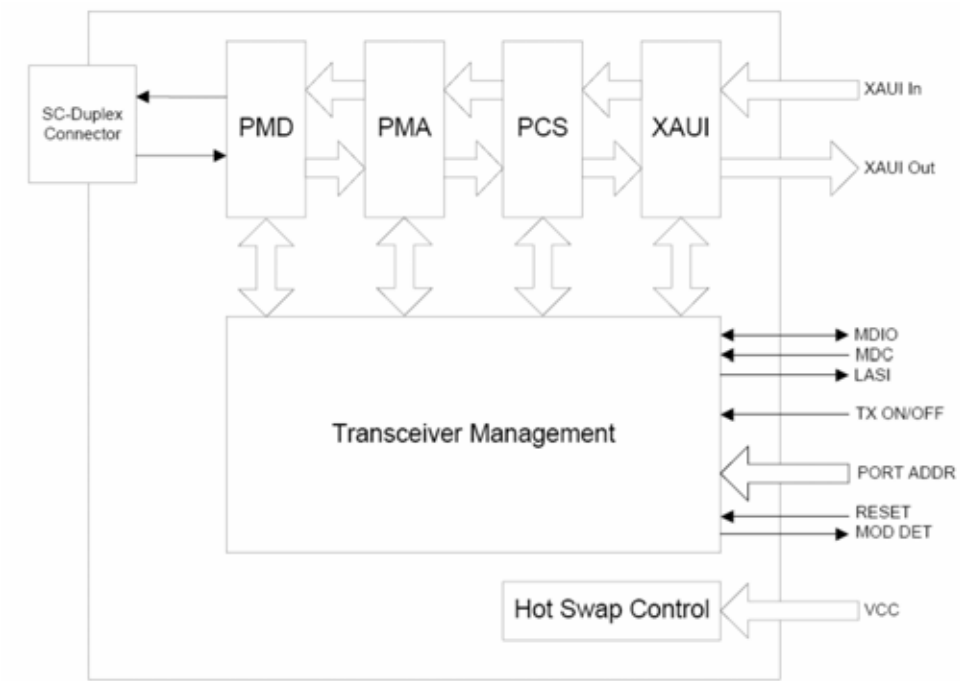 SC-Duplex
Connector
PMD
PMA
PCS
XAUI
XAUI In
XAUI Out
Transceiver Management
MDIO
MDC
LASI
TX ON/OFF
PORT ADDR
RESET
MOD DET
Hot Swap Control
VCC